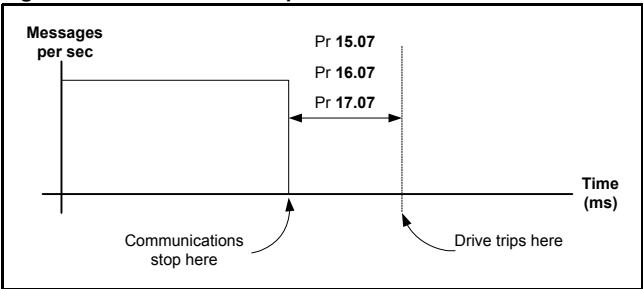 Messages
per sec
Pr 15.07
Pr 16.07
Pr 17.07
Time
(ms)
Communications
stop here
Drive trips here